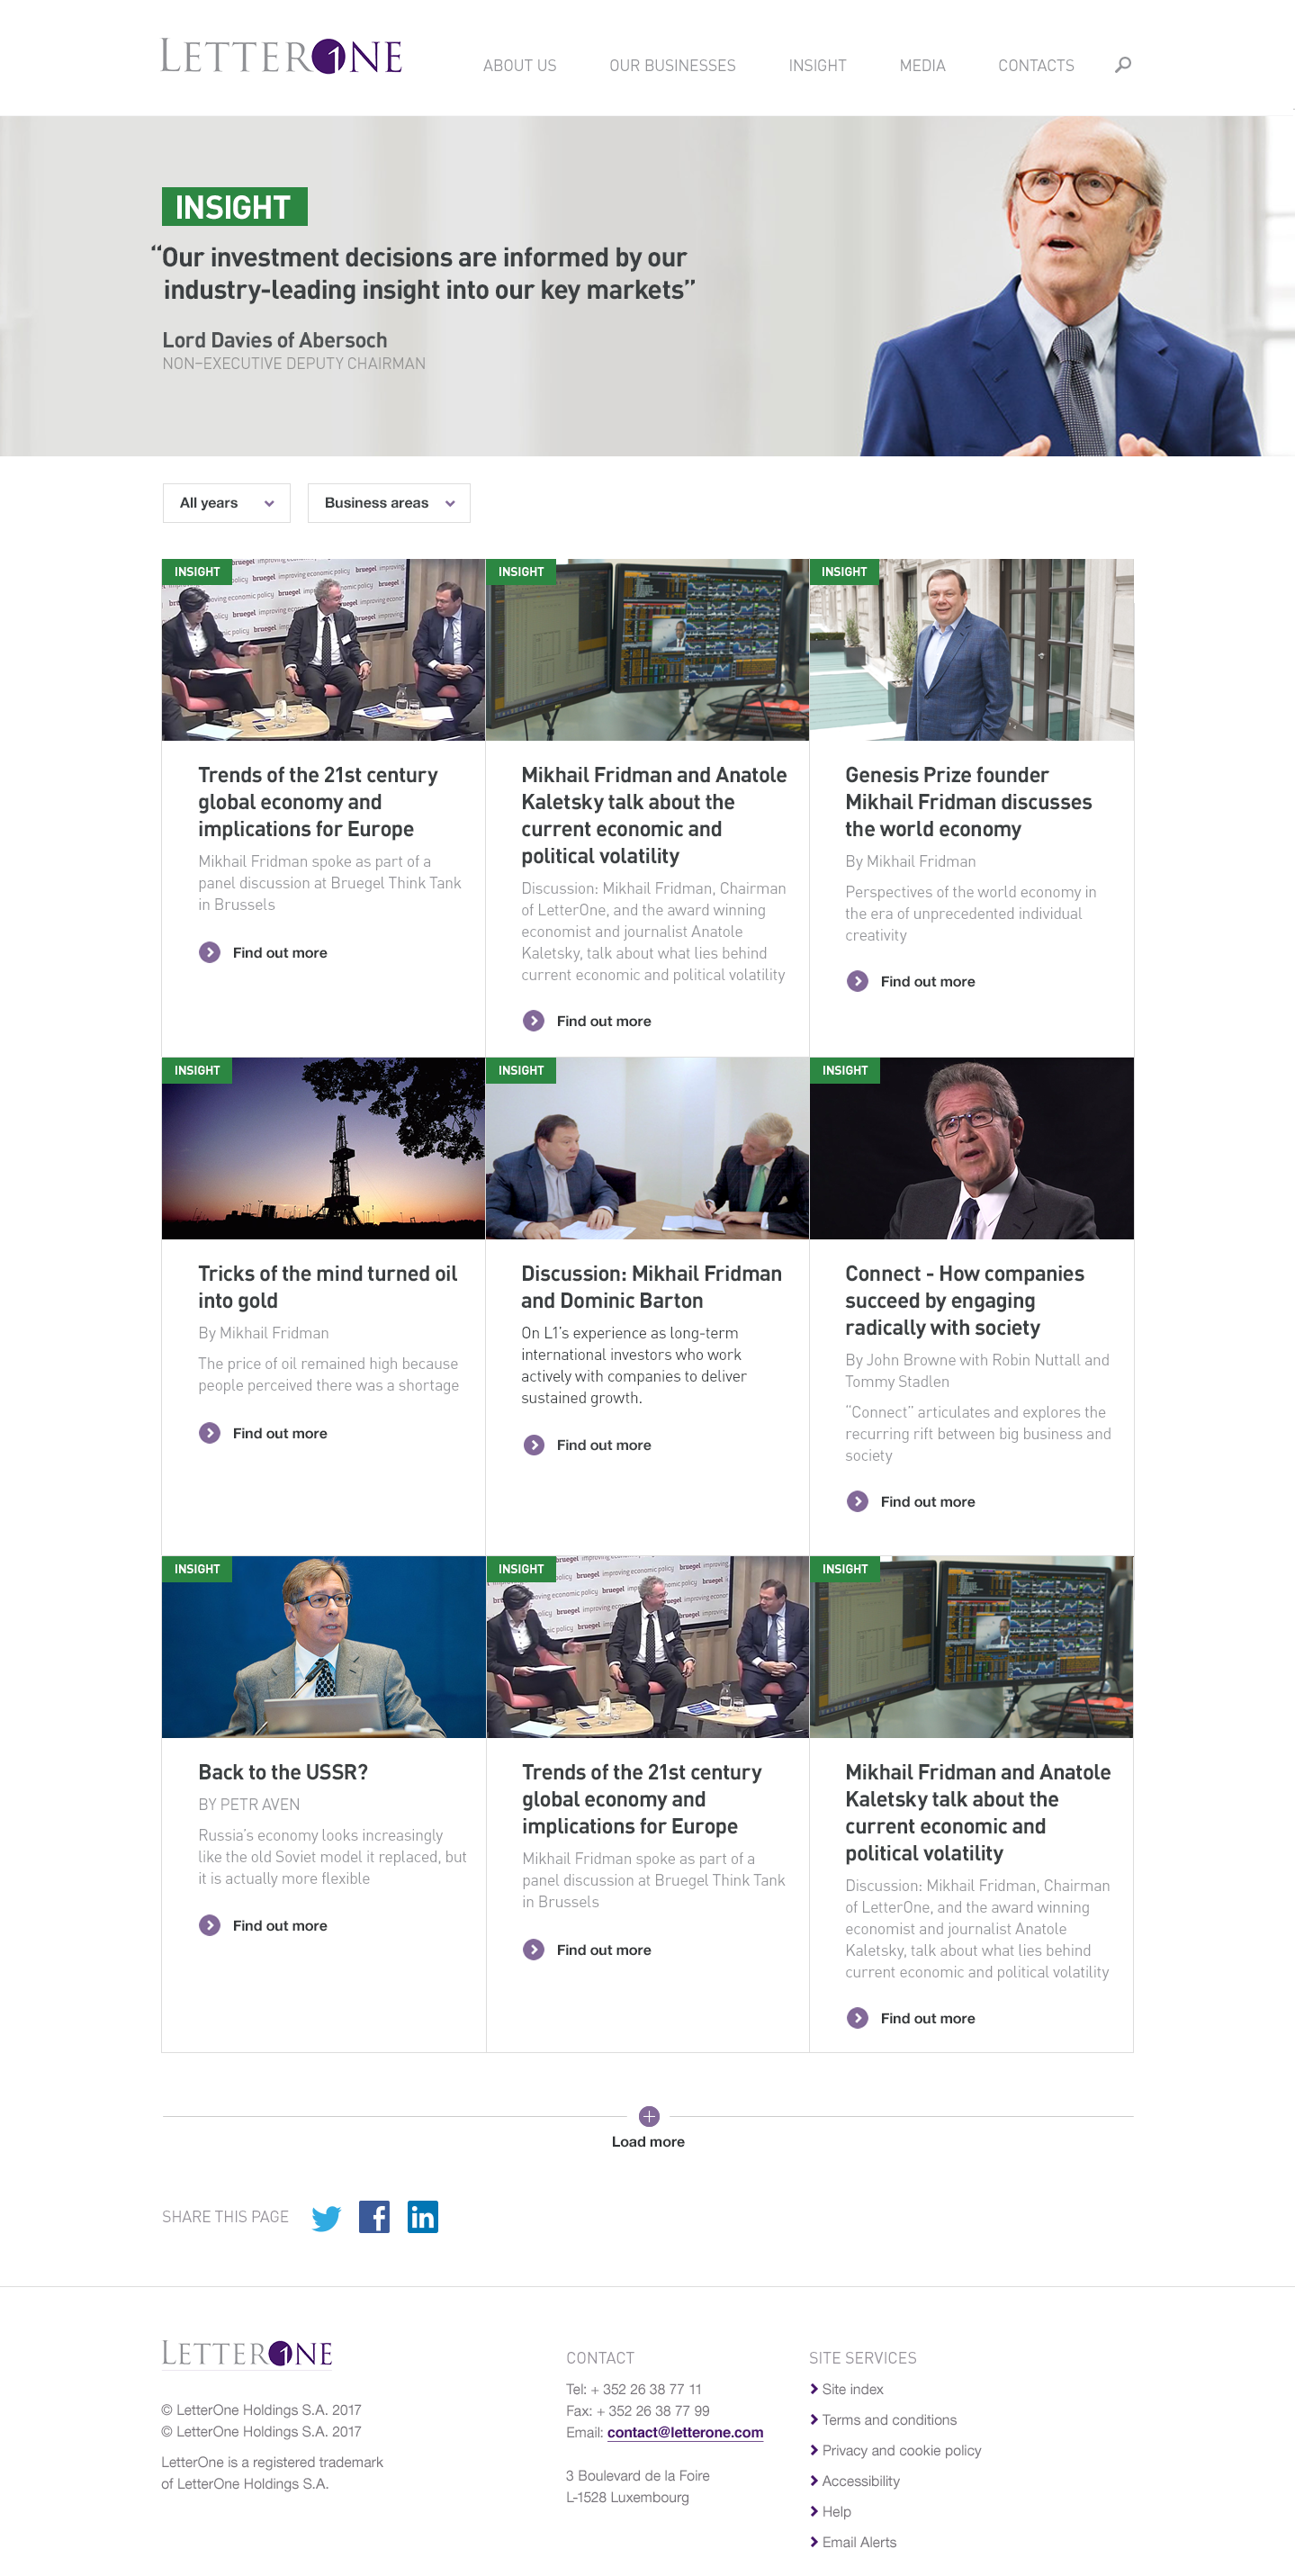 LETTERONE
ABOUT US
OUR BUSINESSES
INSIGHT
MEDIA
CONTACTS
INSIGHT
“Our investment decisions are informed by our
industry-leading insight into our key markets”
Lord Davies of Abersoch
NON-EXECUTIVE DEPUTY CHAIRMAN
All years
Business areas
INSIGHT
Trends of the 21st century
global economy and
implications for Europe
Mikhail Fridman spoke as part of a
panel discussion at Bruegel Think Tank
in Brussels
Find out more
INSIGHT
Mikhail Fridman and Anatole
Kaletsky talk about the
current economic and
political volatility
Discussion: Mikhail Fridman, Chairman
of LetterOne, and the award winning
economist and journalist Anatole
Kaletsky, talk about what lies behind
current economic and political volatility
Find out more
INSIGHT
Genesis Prize founder
Mikhail Fridman discusses
the world economy
By Mikhail Fridman
Perspectives of the world economy in
the era of unprecedented individual
creativity
Find out more
INSIGHT
Tricks of the mind turned oil
into gold
By Mikhail Fridman
The price of oil remained high because
people perceived there was a shortage
Find out more
INSIGHT
Discussion: Mikhail Fridman
and Dominic Barton
On L1’s experience as long-term
international investors who work
actively with companies to deliver
sustained growth.
Find out more
INSIGHT
Connect - How companies
succeed by engaging
radically with society
By John Browne with Robin Nuttall and
Tommy Stadlen
“Connect” articulates and explores the
recurring rift between big business and
society
Find out more
INSIGHT
Back to the USSR?
BY PETR AVEN
Russia’s economy looks increasingly
like the old Soviet model it replaced, but
it is actually more flexible
Find out more
INSIGHT
Trends of the 21st century
global economy and
implications for Europe
Mikhail Fridman spoke as part of a
panel discussion at Bruegel Think Tank
in Brussels
Find out more
INSIGHT
Mikhail Fridman and Anatole
Kaletsky talk about the
current economic and
political volatility
Discussion: Mikhail Fridman, Chairman
of LetterOne, and the award winning
economist and journalist Anatole
Kaletsky, talk about what lies behind
current economic and political volatility
Find out more
Load more
SHARE THIS PAGE
LETTERONE
© LetterOne Holdings S.A. 2017
© LetterOne Holdings S.A. 2017
LetterOne is a registered trademark
of LetterOne Holdings S.A.
CONTACT
Tel: + 352 26 38 77 11
Fax: + 352 26 38 77 99
Email: contact@letterone.com
3 Boulevard de la Foire
L-1528 Luxembourg
SITE SERVICES
Site index
Terms and conditions
Privacy and cookie policy
Accessibility
Help
Email Alerts